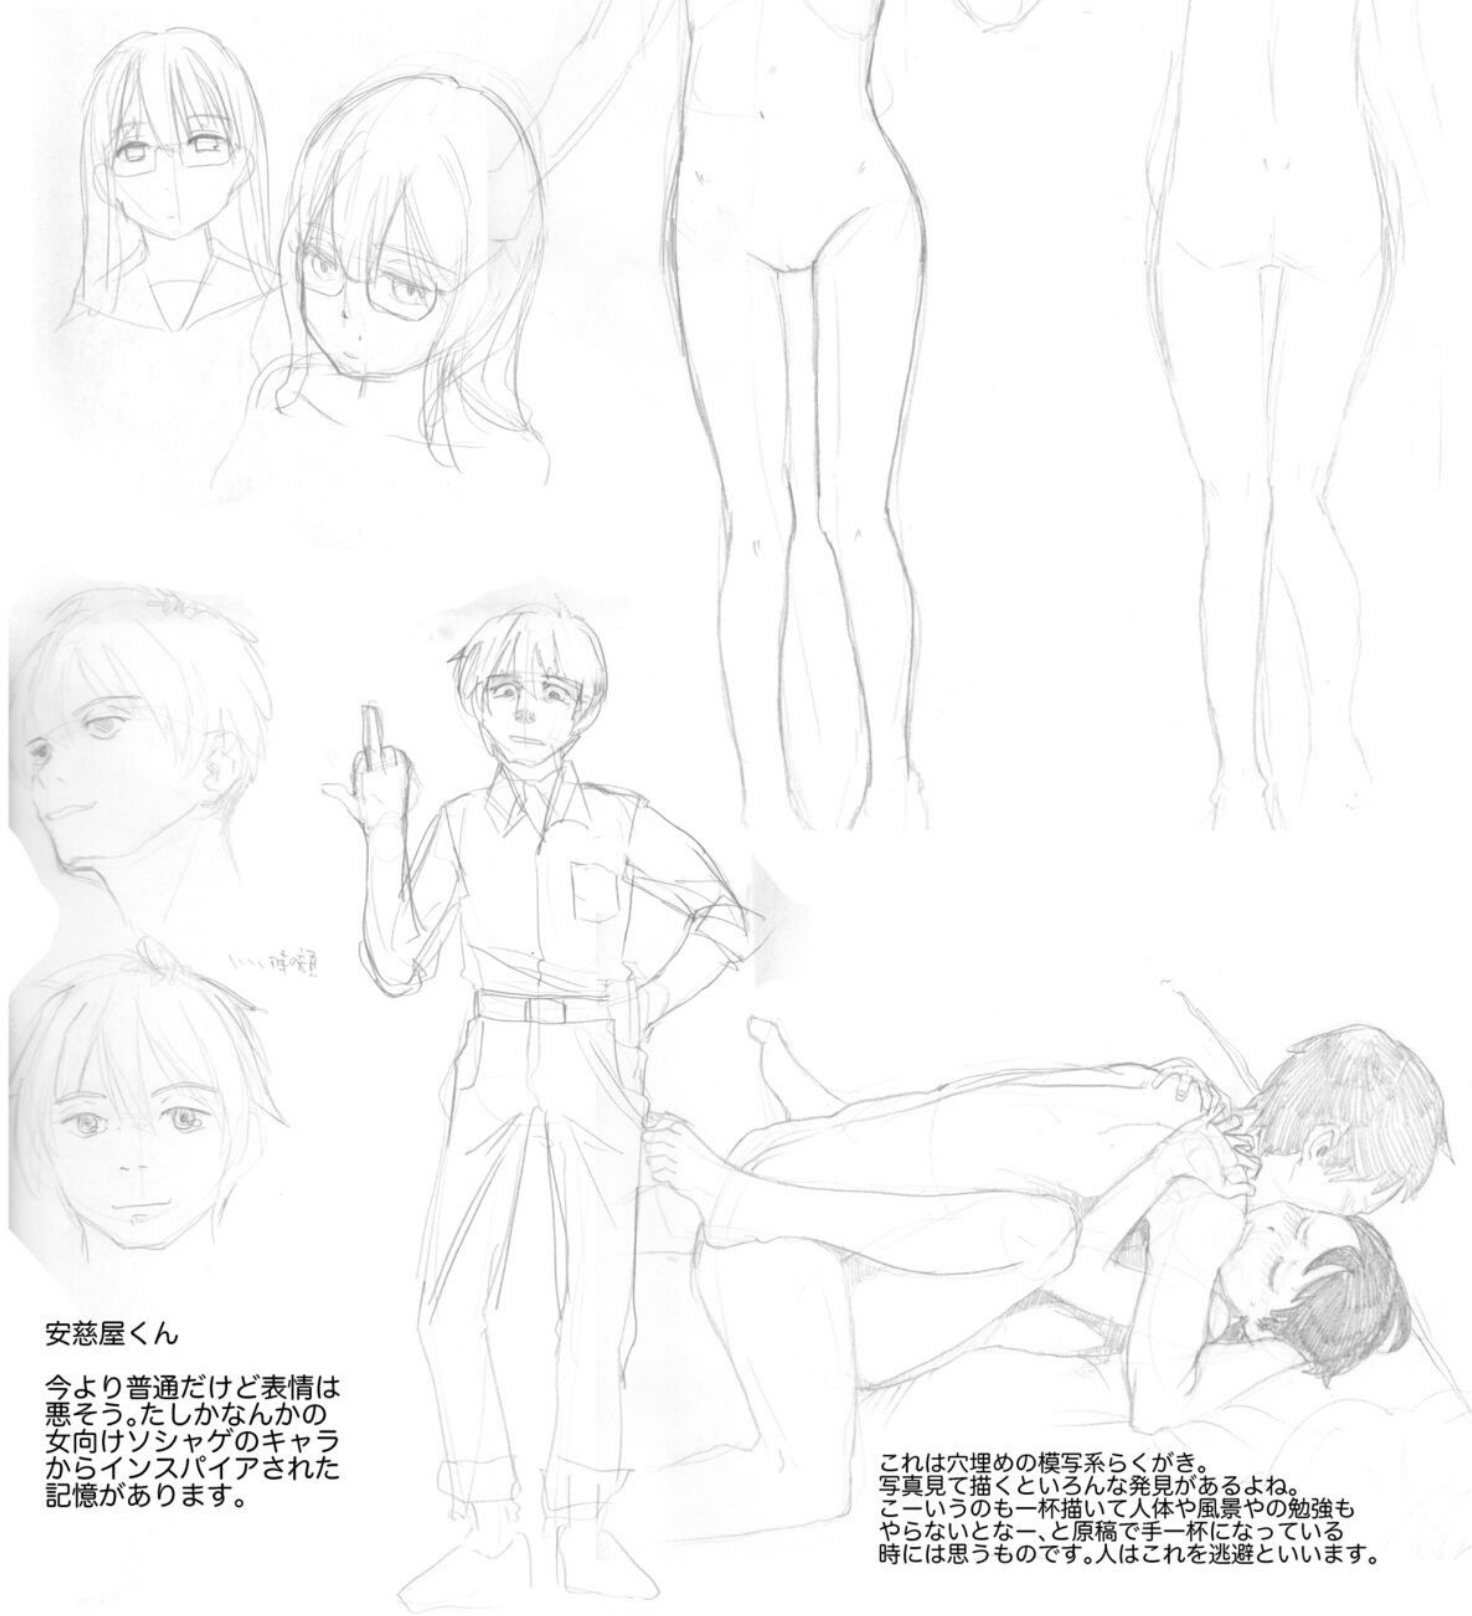 安慈屋くん
今より普通だけど表情は
悪そう。たしかなんかの
女向けソシャゲのキャラ
からインスパイアされた
記憶があります。
これは穴埋めの模写系らくがき。
写真見て描くといろんな発見があるよね。
こーいうのも一杯描いて人体や風景やの勉強も
やらないとなー、と原稿で手一杯になっている
時には思うものです。人はこれを逃避といいます。